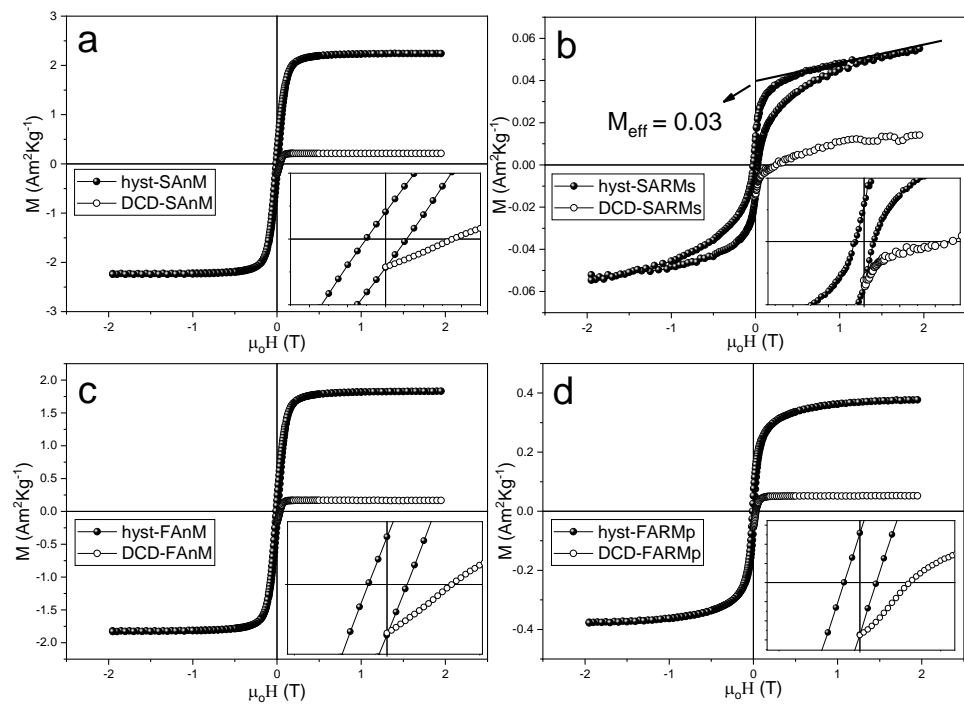 a
M (Am²Kg⁻¹)
3
2
1
0
-1
-2
-3
hyst-SAnM
DCD-SAnM
-2
-1
0
1
2
μₒH (T)
b
M (Am²Kg⁻¹)
0.06
0.04
0.02
0.00
-0.02
-0.04
-0.06
M_eff = 0.03
hyst-SARMs
DCD-SARMs
-2
-1
0
1
2
μₒH (T)
c
M (Am²Kg⁻¹)
2.0
1.5
1.0
0.5
0.0
-0.5
-1.0
-1.5
-2.0
hyst-FAnM
DCD-FAnM
-2
-1
0
1
2
μₒH (T)
d
M (Am²Kg⁻¹)
0.4
0.2
0.0
-0.2
-0.4
hyst-FARMp
DCD-FARMp
-2
-1
0
1
2
μₒH (T)